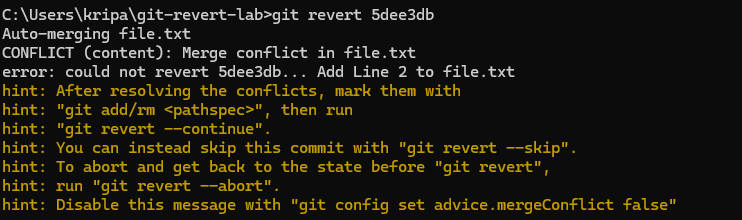 C:\Users\kripa\git-revert-lab>git revert 5dee3db
Auto-merging file.txt
CONFLICT (content): Merge conflict in file.txt
error: could not revert 5dee3db... Add Line 2 to file.txt
hint: After resolving the conflicts, mark them with
hint: "git add/rm <pathspec>", then run
hint: "git revert --continue".
hint: You can instead skip this commit with "git revert --skip".
hint: To abort and get back to the state before "git revert",
hint: run "git revert --abort".
hint: Disable this message with "git config set advice.mergeConflict false"